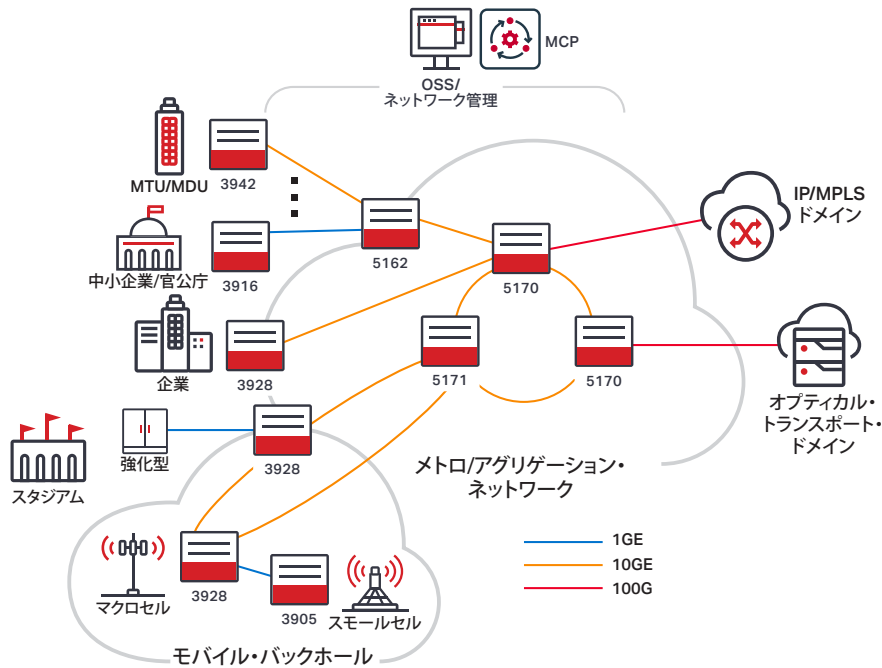 MCP
OSS/
ネットワーク管理
MTU/MDU
3942
中小企業/官公庁
3916
5162
5170
IP/MPLS
ドメイン
企業
3928
5171
5170
オプティカル・
トランスポート・
ドメイン
スタジアム
強化型
3928
メトロ/アグリゲーション・
ネットワーク
マクロセル
3928
3905
スモールセル
モバイル・バックホール
1GE
10GE
100G